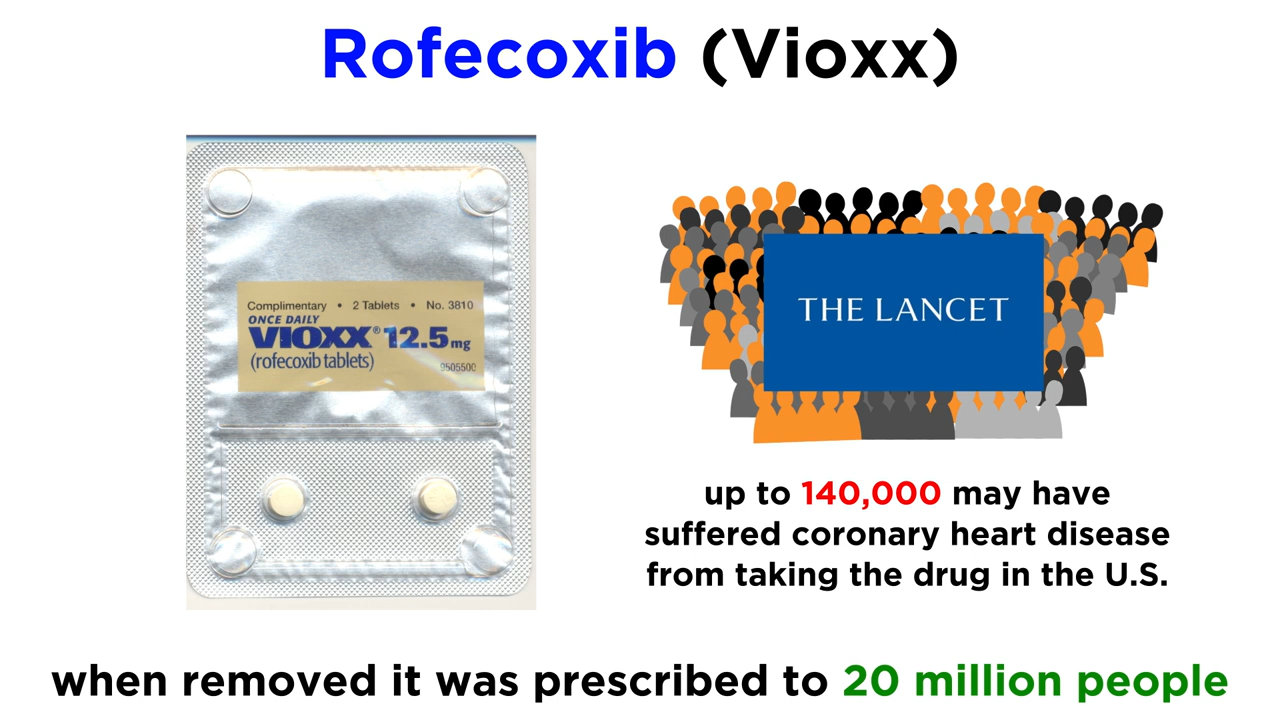 Rofecoxib (Vioxx)
Complimentary • 2 Tablets • No. 3810
ONCE DAILY
VIOXX® 12.5 mg
(rofecoxib tablets)
9505500
THE LANCET
up to 140,000 may have
suffered coronary heart disease
from taking the drug in the U.S.
when removed it was prescribed to 20 million people